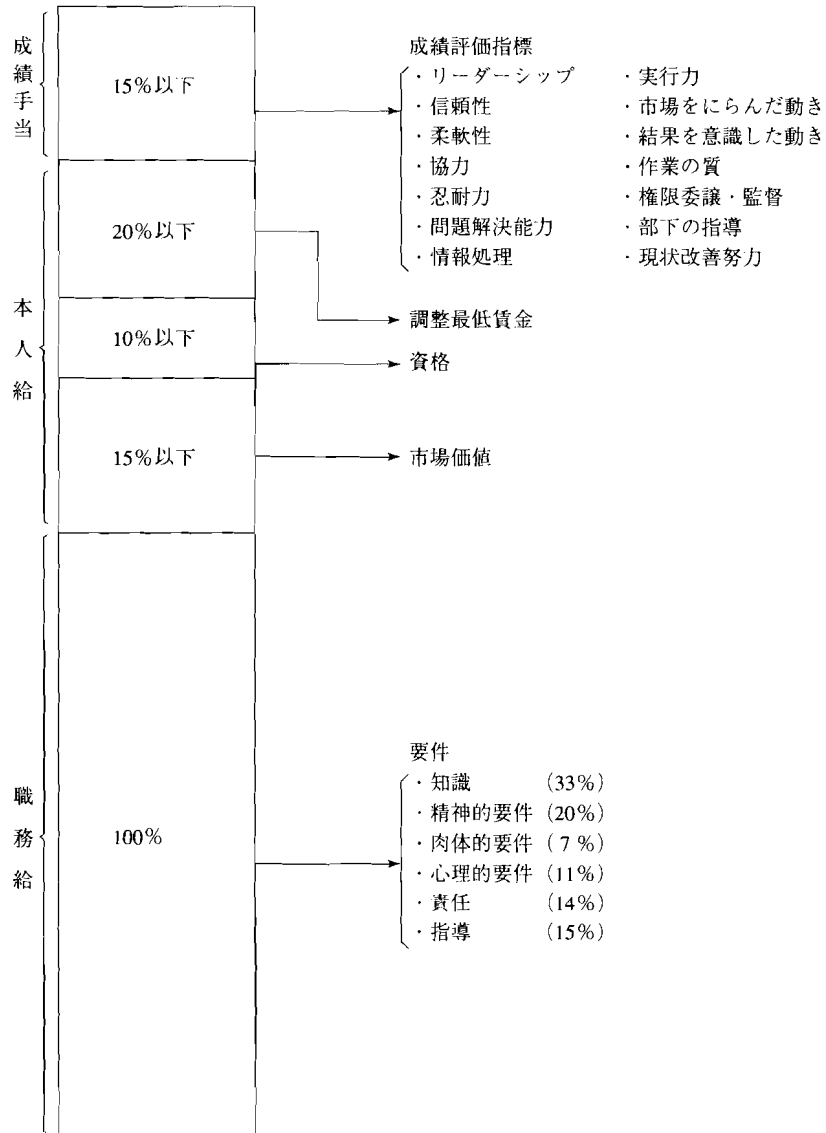 成績手当
15%以下
成績評価指標
・リーダーシップ ・実行力
・信頼性 ・市場をにらんだ動き
・柔軟性 ・結果を意識した動き
・協力 ・作業の質
・忍耐力 ・権限委譲・監督
・問題解決能力 ・部下の指導
・情報処理 ・現状改善努力
本人給
20%以下
調整最低賃金
10%以下
資格
15%以下
市場価値
職務給
100%
要件
・知識 (33%)
・精神的要件 (20%)
・肉体的要件 (7%)
・心理的要件 (11%)
・責任 (14%)
・指導 (15%)